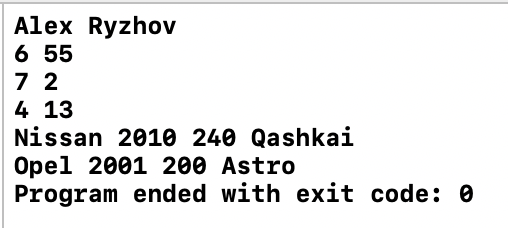 Alex Ryzhov
6 55
7 2
4 13
Nissan 2010 240 Qashkai
Opel 2001 200 Astro
Program ended with exit code: 0